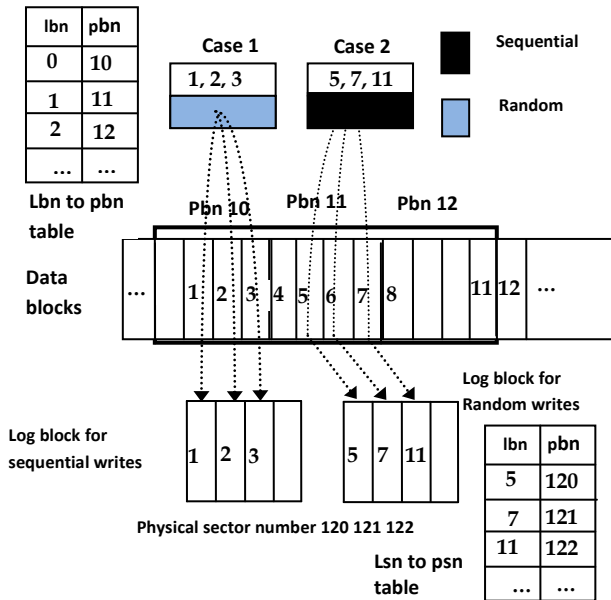 lbn pbn
0 10
1 11
2 12
... ...
Lbn to pbn
table
Case 1
1, 2, 3
Case 2
5, 7, 11
Sequential
Random
Pbn 10
Pbn 11
Pbn 12
Data
blocks
... 1 2 3 4 5 6 7 8 11 12 ...
Log block for
sequential writes
1 2 3
5 7 11
Log block for
Random writes
Physical sector number 120 121 122
lbn pbn
5 120
7 121
11 122
... ...
Lsn to psn
table